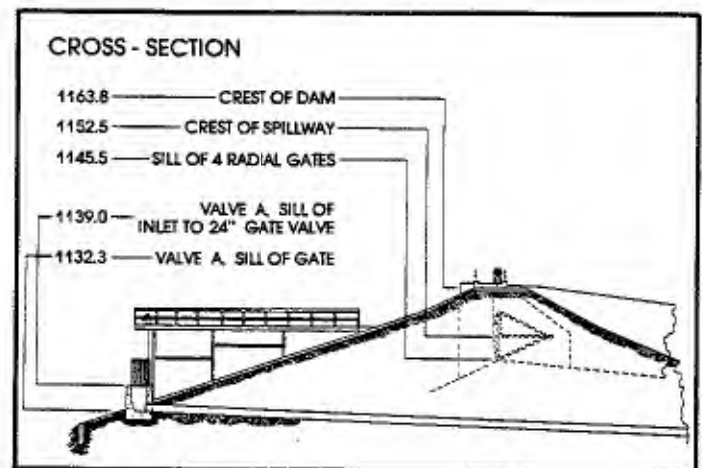 CROSS - SECTION
1163.8 CREST OF DAM
1152.5 CREST OF SPILLWAY
1145.5 SILL OF 4 RADIAL GATES
1139.0 VALVE A, SILL OF
INLET TO 24" GATE VALVE
1132.3 VALVE A, SILL OF GATE